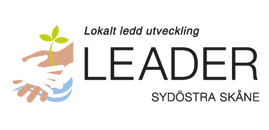 Lokalt ledd utveckling
LEADER
SYDÖSTRA SKÅNE